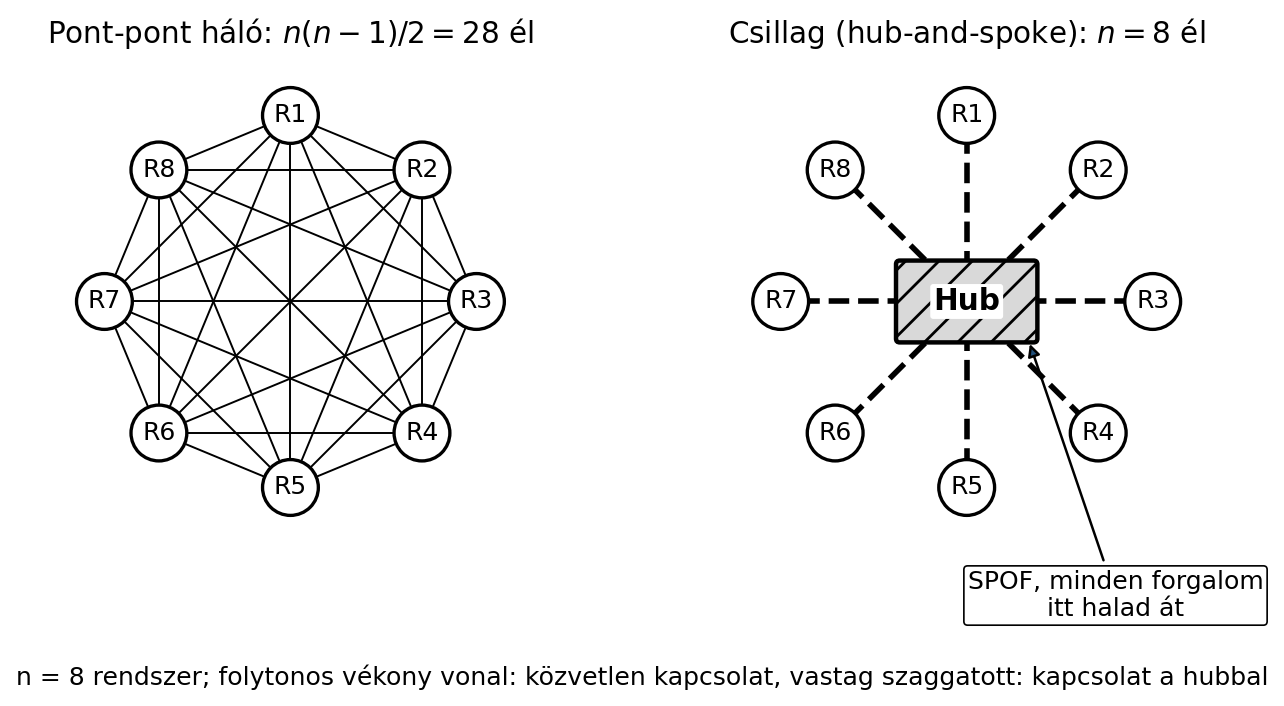 Pont-pont háló: n(n − 1)/2 = 28 él
R1
R8
R2
R7
R3
R6
R4
R5
Csillag (hub-and-spoke): n = 8 él
R1
R8
R2
R7
Hub
R3
R6
R4
R5
SPOF, minden forgalom
itt halad át
n = 8 rendszer; folytonos vékony vonal: közvetlen kapcsolat, vastag szaggatott: kapcsolat a hubbal